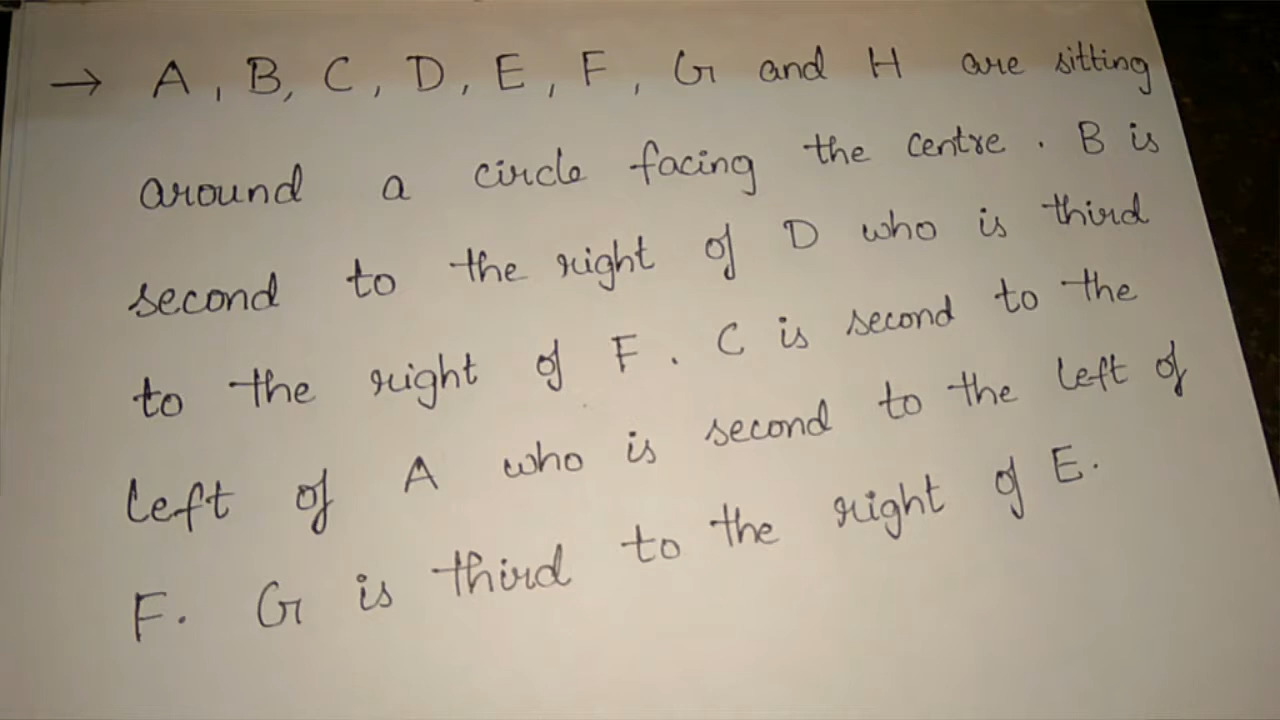 → A, B, C, D, E, F, G and H are sitting
around a circle facing the centre. B is
second to the right of D who is third
to the right of F. C is second to the
left of A who is second to the left of
F. G is third to the right of E.